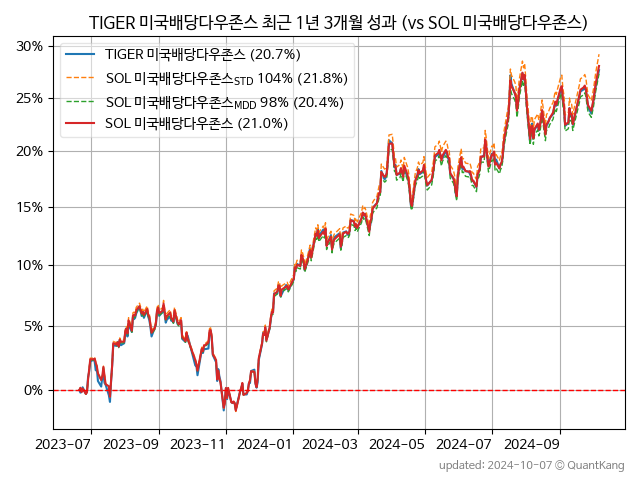 TIGER 미국배당다우존스 최근 1년 3개월 성과 (vs SOL 미국배당다우존스)
TIGER 미국배당다우존스 (20.7%)
SOL 미국배당다우존스STD 104% (21.8%)
SOL 미국배당다우존스MDD 98% (20.4%)
SOL 미국배당다우존스 (21.0%)
30%
25%
20%
15%
10%
5%
0%
2023-07 2023-09 2023-11 2024-01 2024-03 2024-05 2024-07 2024-09
updated: 2024-10-07 © QuantKang